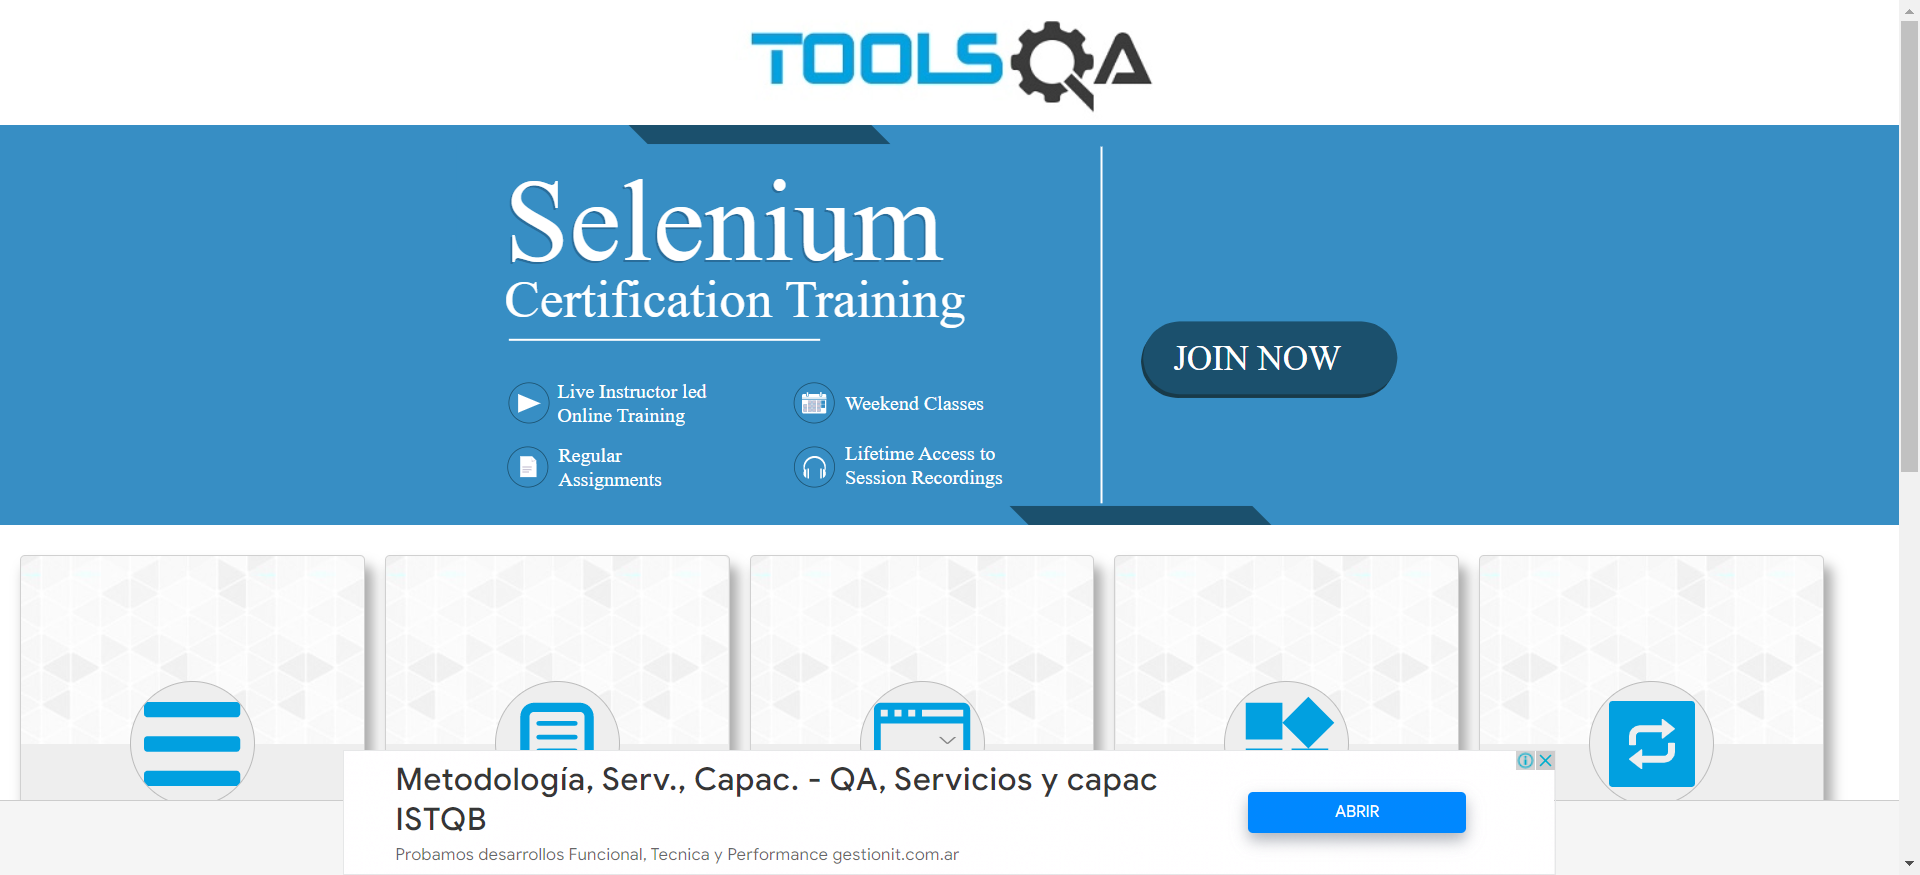 TOOLSQA
Selenium
Certification Training
JOIN NOW
Live Instructor led
Online Training
Weekend Classes
Regular
Assignments
Lifetime Access to
Session Recordings
Metodología, Serv., Capac. - QA, Servicios y capac
ISTQB
Probamos desarrollos Funcional, Tecnica y Performance gestionit.com.ar
ABRIR